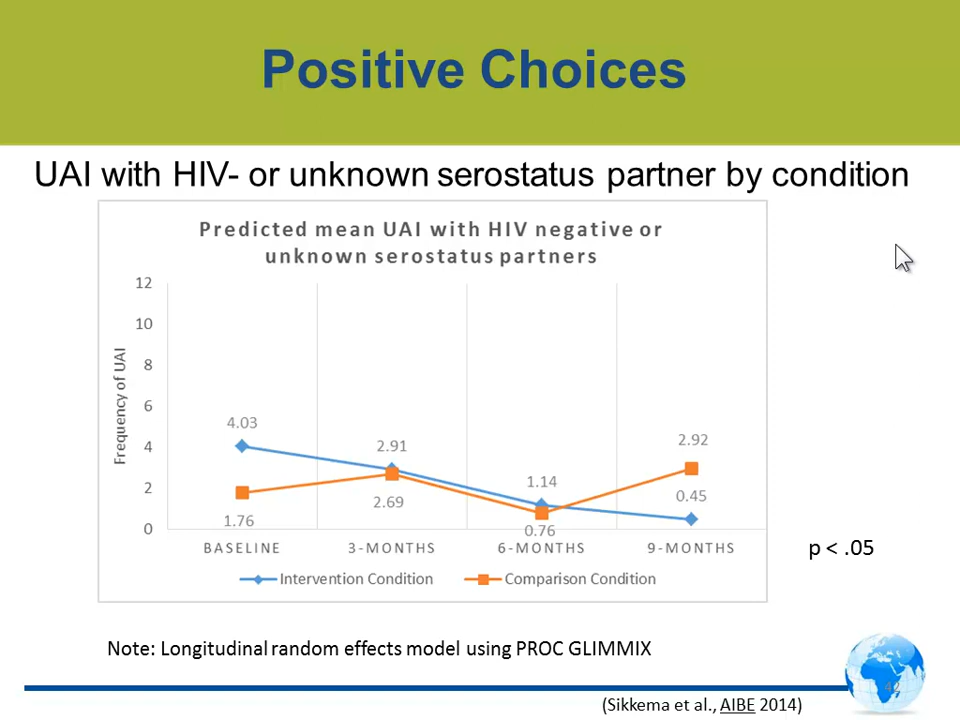 Positive Choices
UAI with HIV- or unknown serostatus partner by condition
Predicted mean UAI with HIV negative or
unknown serostatus partners
Frequency of UAI
12
10
8
6
4
2
0
4.03
2.91
1.14
2.92
0.45
1.76
2.69
0.76
BASELINE
3-MONTHS
6-MONTHS
9-MONTHS
Intervention Condition
Comparison Condition
p < .05
Note: Longitudinal random effects model using PROC GLIMMIX
(Sikkema et al., AIBE 2014)